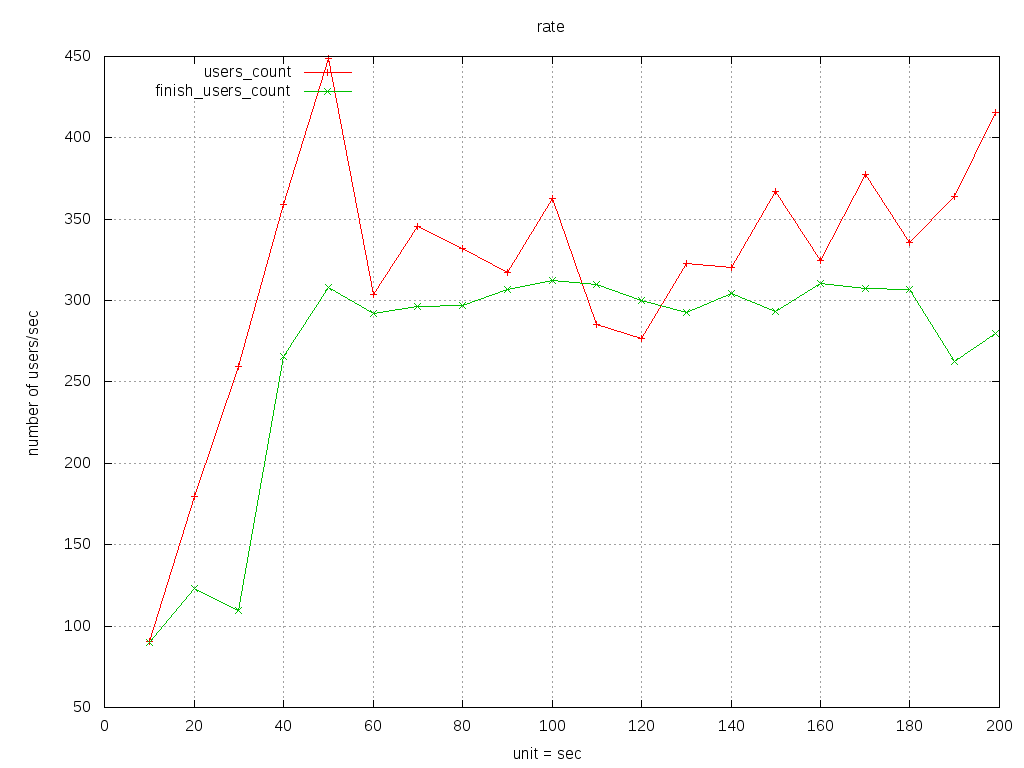 rate
450
400
350
300
250
200
150
100
50
number of users/sec
users_count
finish_users_count
0 20 40 60 80 100 120 140 160 180 200
unit = sec